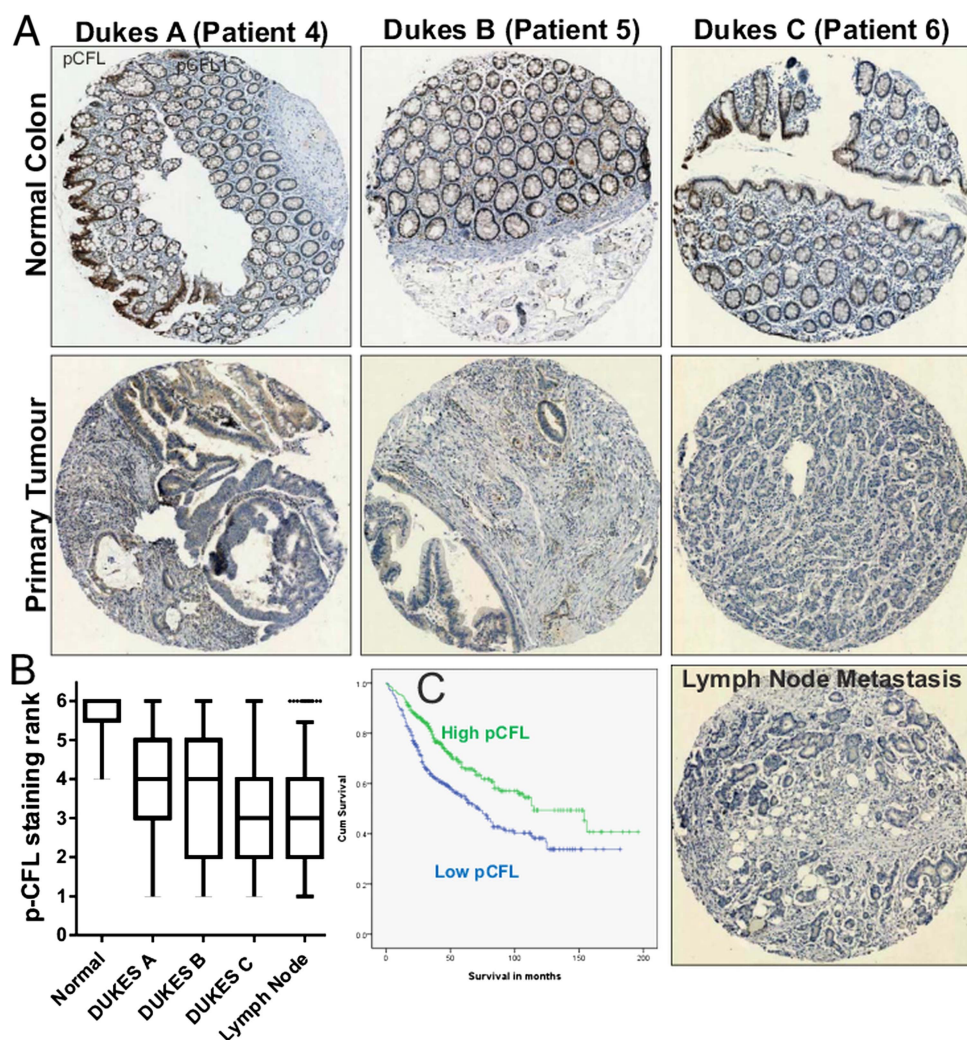 A
Dukes A (Patient 4)
Dukes B (Patient 5)
Dukes C (Patient 6)
Normal Colon
pCFL
pCFL1
Primary Tumour
B
p-CFL staining rank
6
5
4
3
2
1
0
Normal
DUKES A
DUKES B
DUKES C
Lymph Node
C
High pCFL
Low pCFL
Cum Survival
1.0
0.8
0.6
0.4
0.2
0.0
0
50
100
150
200
Survival in months
Lymph Node Metastasis